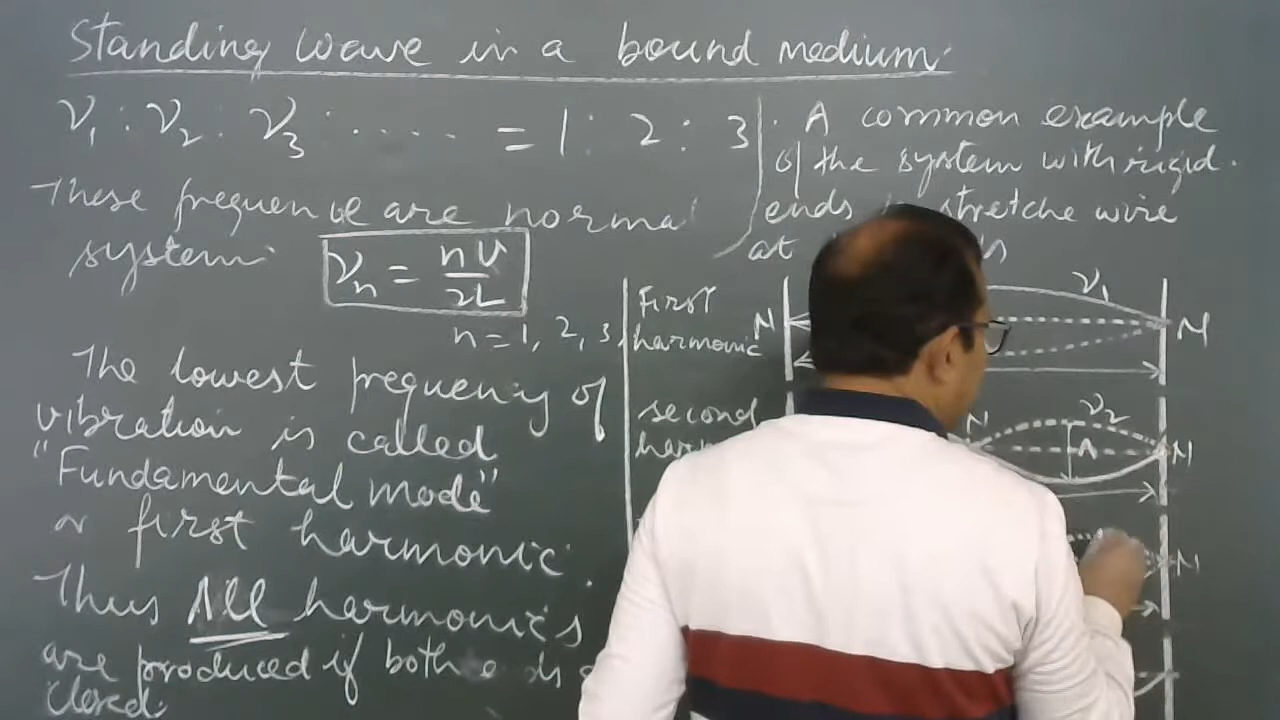 Standing wave in a bound medium.
ν₁ : ν₂ : ν₃ : ..... = 1 : 2 : 3
These frequencie are normal
system.
νn = nv/2L
n = 1, 2, 3,
The lowest frequency of
vibration is called
"Fundamental mode"
or first harmonic.
Thus All harmonics
are produced if both
closed.
. A common example
of the system with rigid.
ends stretche wire
at
First
harmonic
N
ν₁
N
second
N
ν₂
A
N
N